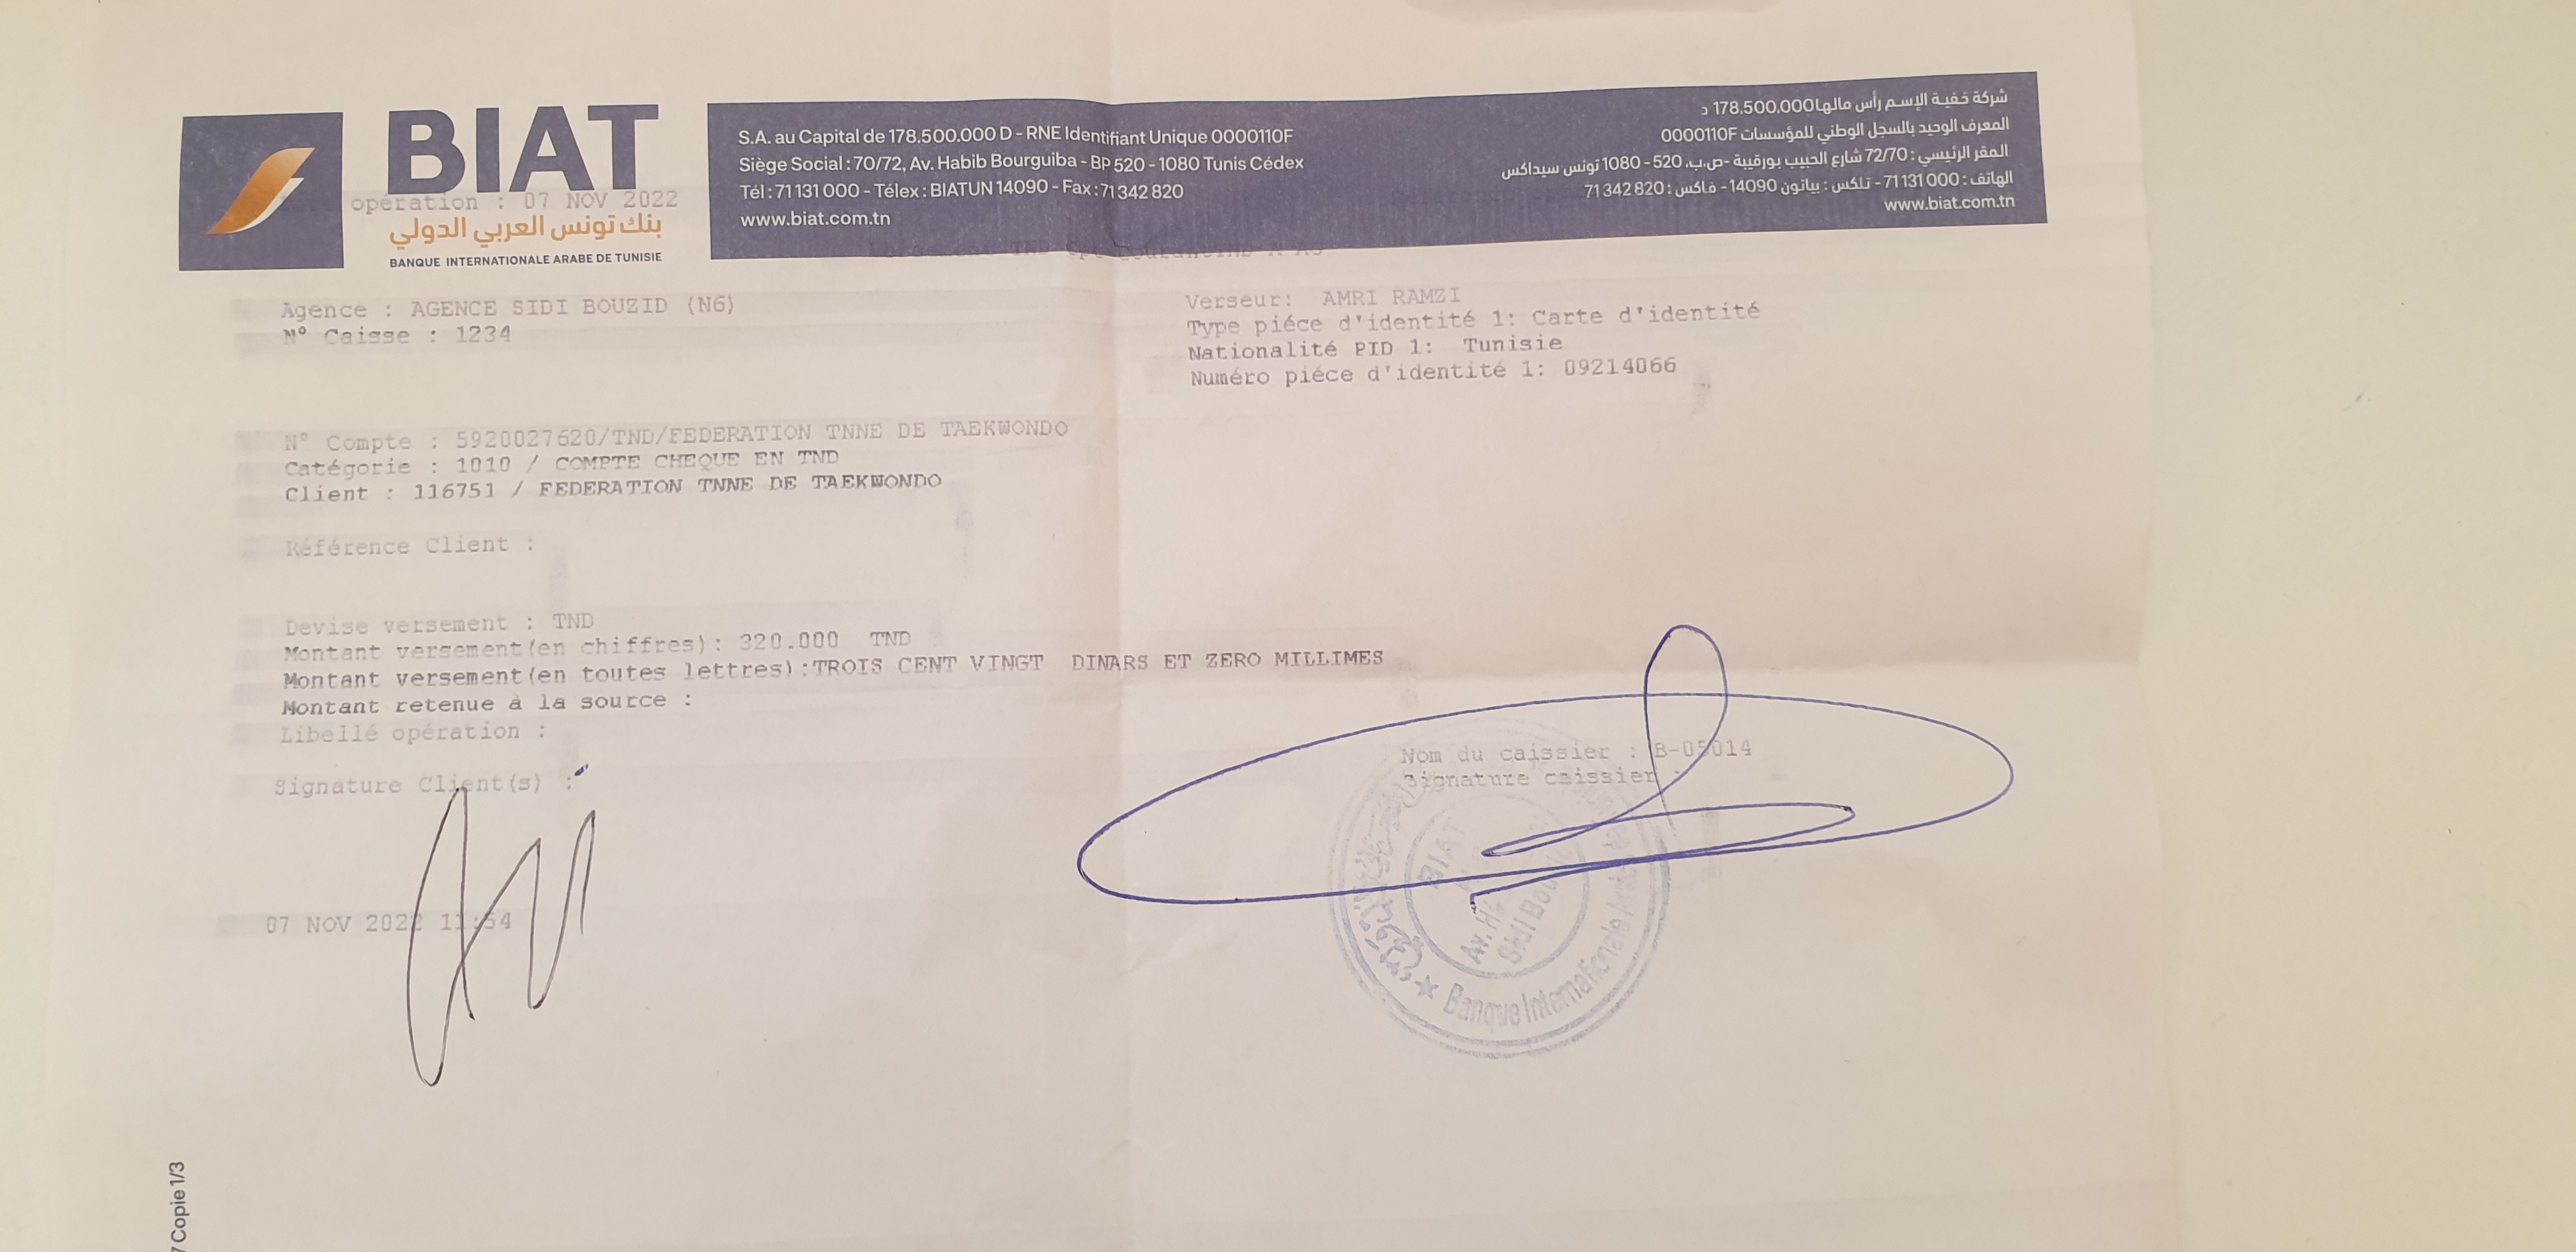 BIAT
opération : 07 NOV 2022
بنك تونس العربي الدولي
BANQUE INTERNATIONALE ARABE DE TUNISIE
S.A. au Capital de 178.500.000 D - RNE Identifiant Unique 0000110F
Siège Social : 70/72, Av. Habib Bourguiba - BP 520 - 1080 Tunis Cédex
Tél : 71 131 000 - Télex : BIATUN 14090 - Fax : 71 342 820
www.biat.com.tn
شركة خفية الإسم رأس مالها 178.500.000 د
المعرف الوحيد بالسجل الوطني للمؤسسات 0000110F
المقر الرئيسي : 72/70 شارع الحبيب بورقيبة -ص.ب. 520 - 1080 تونس سيداكس
الهاتف : 71 131 000 - تلكس : بياتون 14090 - فاكس : 71 342 820
www.biat.com.tn
Agence : AGENCE SIDI BOUZID (N6)
N° Caisse : 1234
Verseur: AMRI RAMZI
Type piéce d'identité 1: Carte d'identité
Nationalité PID 1: Tunisie
Numéro piéce d'identité 1: 09214066
N° Compte : 5920027620/TND/FEDERATION TNNE DE TAEKWONDO
Catégorie : 1010 / COMPTE CHEQUE EN TND
Client : 116751 / FEDERATION TNNE DE TAEKWONDO
Référence Client :
Devise versement : TND
Montant versement(en chiffres): 320.000 TND
Montant versement(en toutes lettres):TROIS CENT VINGT DINARS ET ZERO MILLIMES
Montant retenue à la source :
Libellé opération :
Nom du caissier : B-05014
Signature caissier :
Signature Client(s) :
07 NOV 2022 11:54
BIAT
Av. H
Sidi Bou
Banque Internationale
Copie 1/3